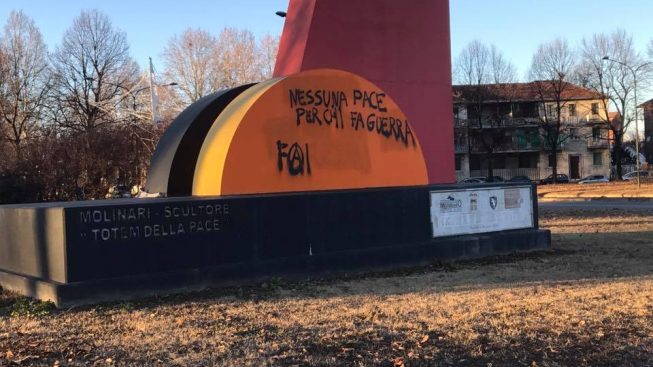 NESSUNA PACE
PER CHI FA GUERRA
FAI
MOLINARI - SCULTORE
"TOTEM DELLA PACE"